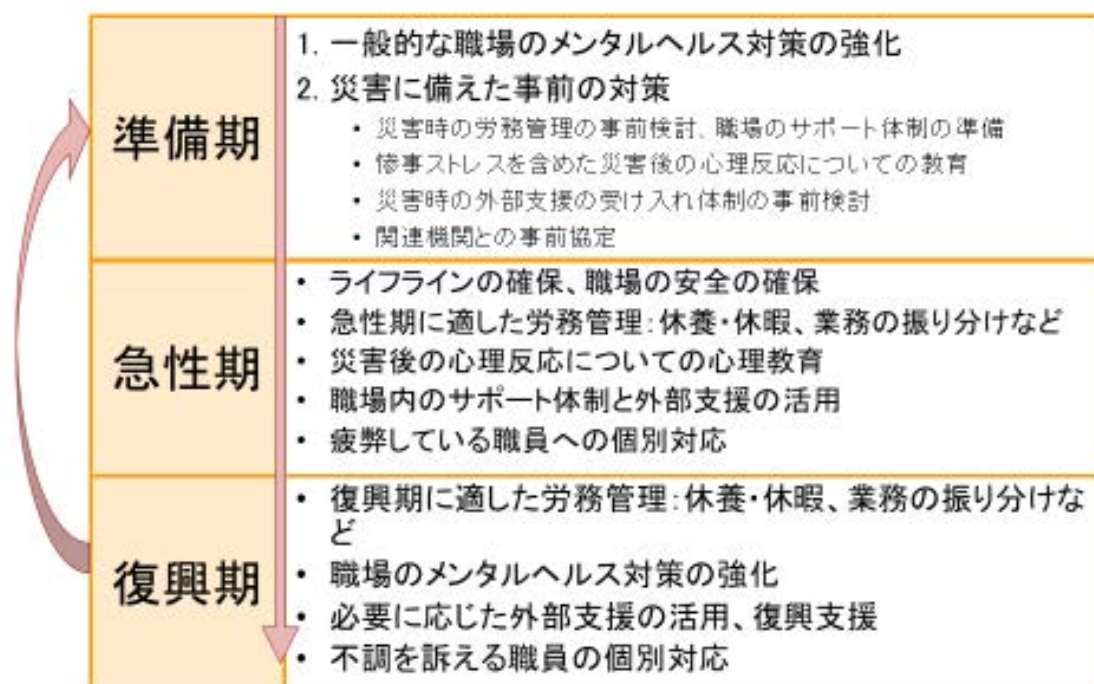 準備期
1. 一般的な職場のメンタルヘルス対策の強化
2. 災害に備えた事前の対策
• 災害時の労務管理の事前検討、職場のサポート体制の準備
• 惨事ストレスを含めた災害後の心理反応についての教育
• 災害時の外部支援の受け入れ体制の事前検討
• 関連機関との事前協定
急性期
• ライフラインの確保、職場の安全の確保
• 急性期に適した労務管理：休養・休暇、業務の振り分けなど
• 災害後の心理反応についての心理教育
• 職場内のサポート体制と外部支援の活用
• 疲弊している職員への個別対応
復興期
• 復興期に適した労務管理：休養・休暇、業務の振り分けな
ど
• 職場のメンタルヘルス対策の強化
• 必要に応じた外部支援の活用、復興支援
• 不調を訴える職員の個別対応